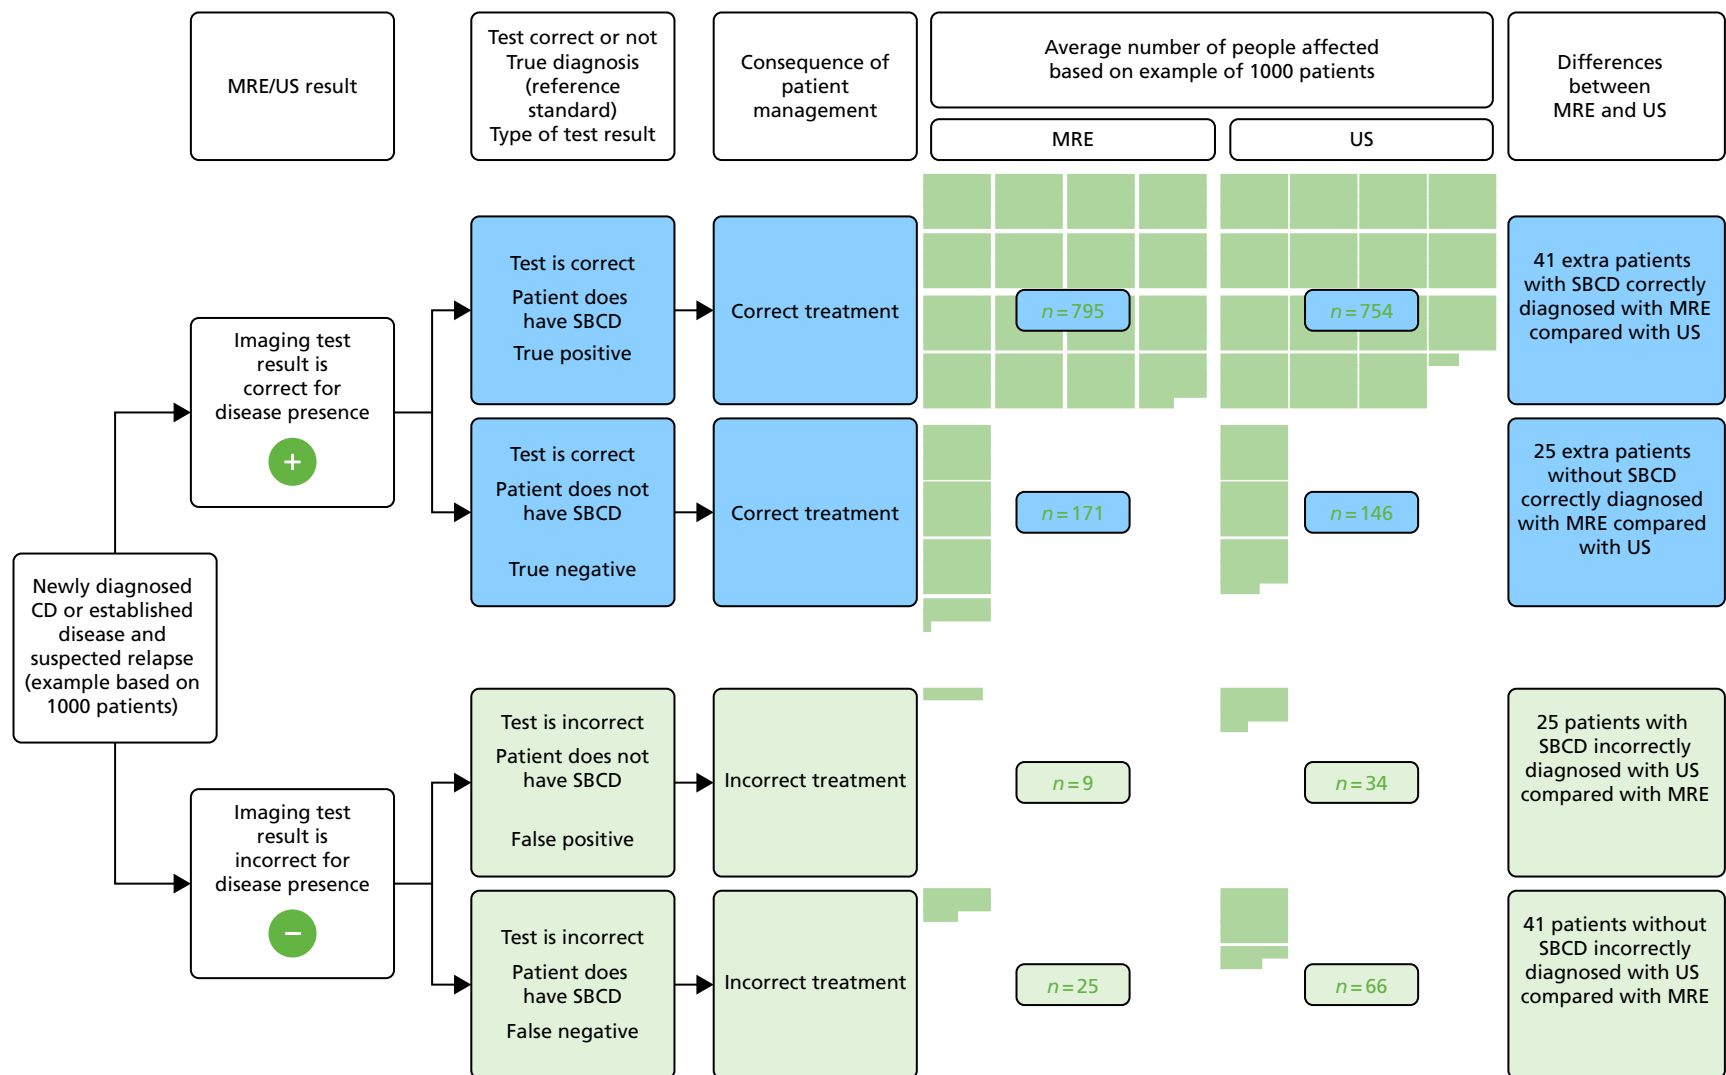 MRE/US result
Test correct or not
True diagnosis
(reference
standard)
Type of test result
Consequence of
patient
management
Average number of people affected
based on example of 1000 patients
MRE
US
Differences
between
MRE and US
Newly diagnosed
CD or established
disease and
suspected relapse
(example based on
1000 patients)
Imaging test
result is
correct for
disease presence
+
Test is correct
Patient does
have SBCD
True positive
Correct treatment
n=795
n=754
41 extra patients
with SBCD correctly
diagnosed with MRE
compared with US
Test is correct
Patient does not
have SBCD
True negative
Correct treatment
n=171
n=146
25 extra patients
without SBCD
correctly diagnosed
with MRE compared
with US
Imaging test
result is
incorrect for
disease presence
−
Test is incorrect
Patient does not
have SBCD
False positive
Incorrect treatment
n=9
n=34
25 patients with
SBCD incorrectly
diagnosed with US
compared with MRE
Test is incorrect
Patient does
have SBCD
False negative
Incorrect treatment
n=25
n=66
41 patients without
SBCD incorrectly
diagnosed with US
compared with MRE